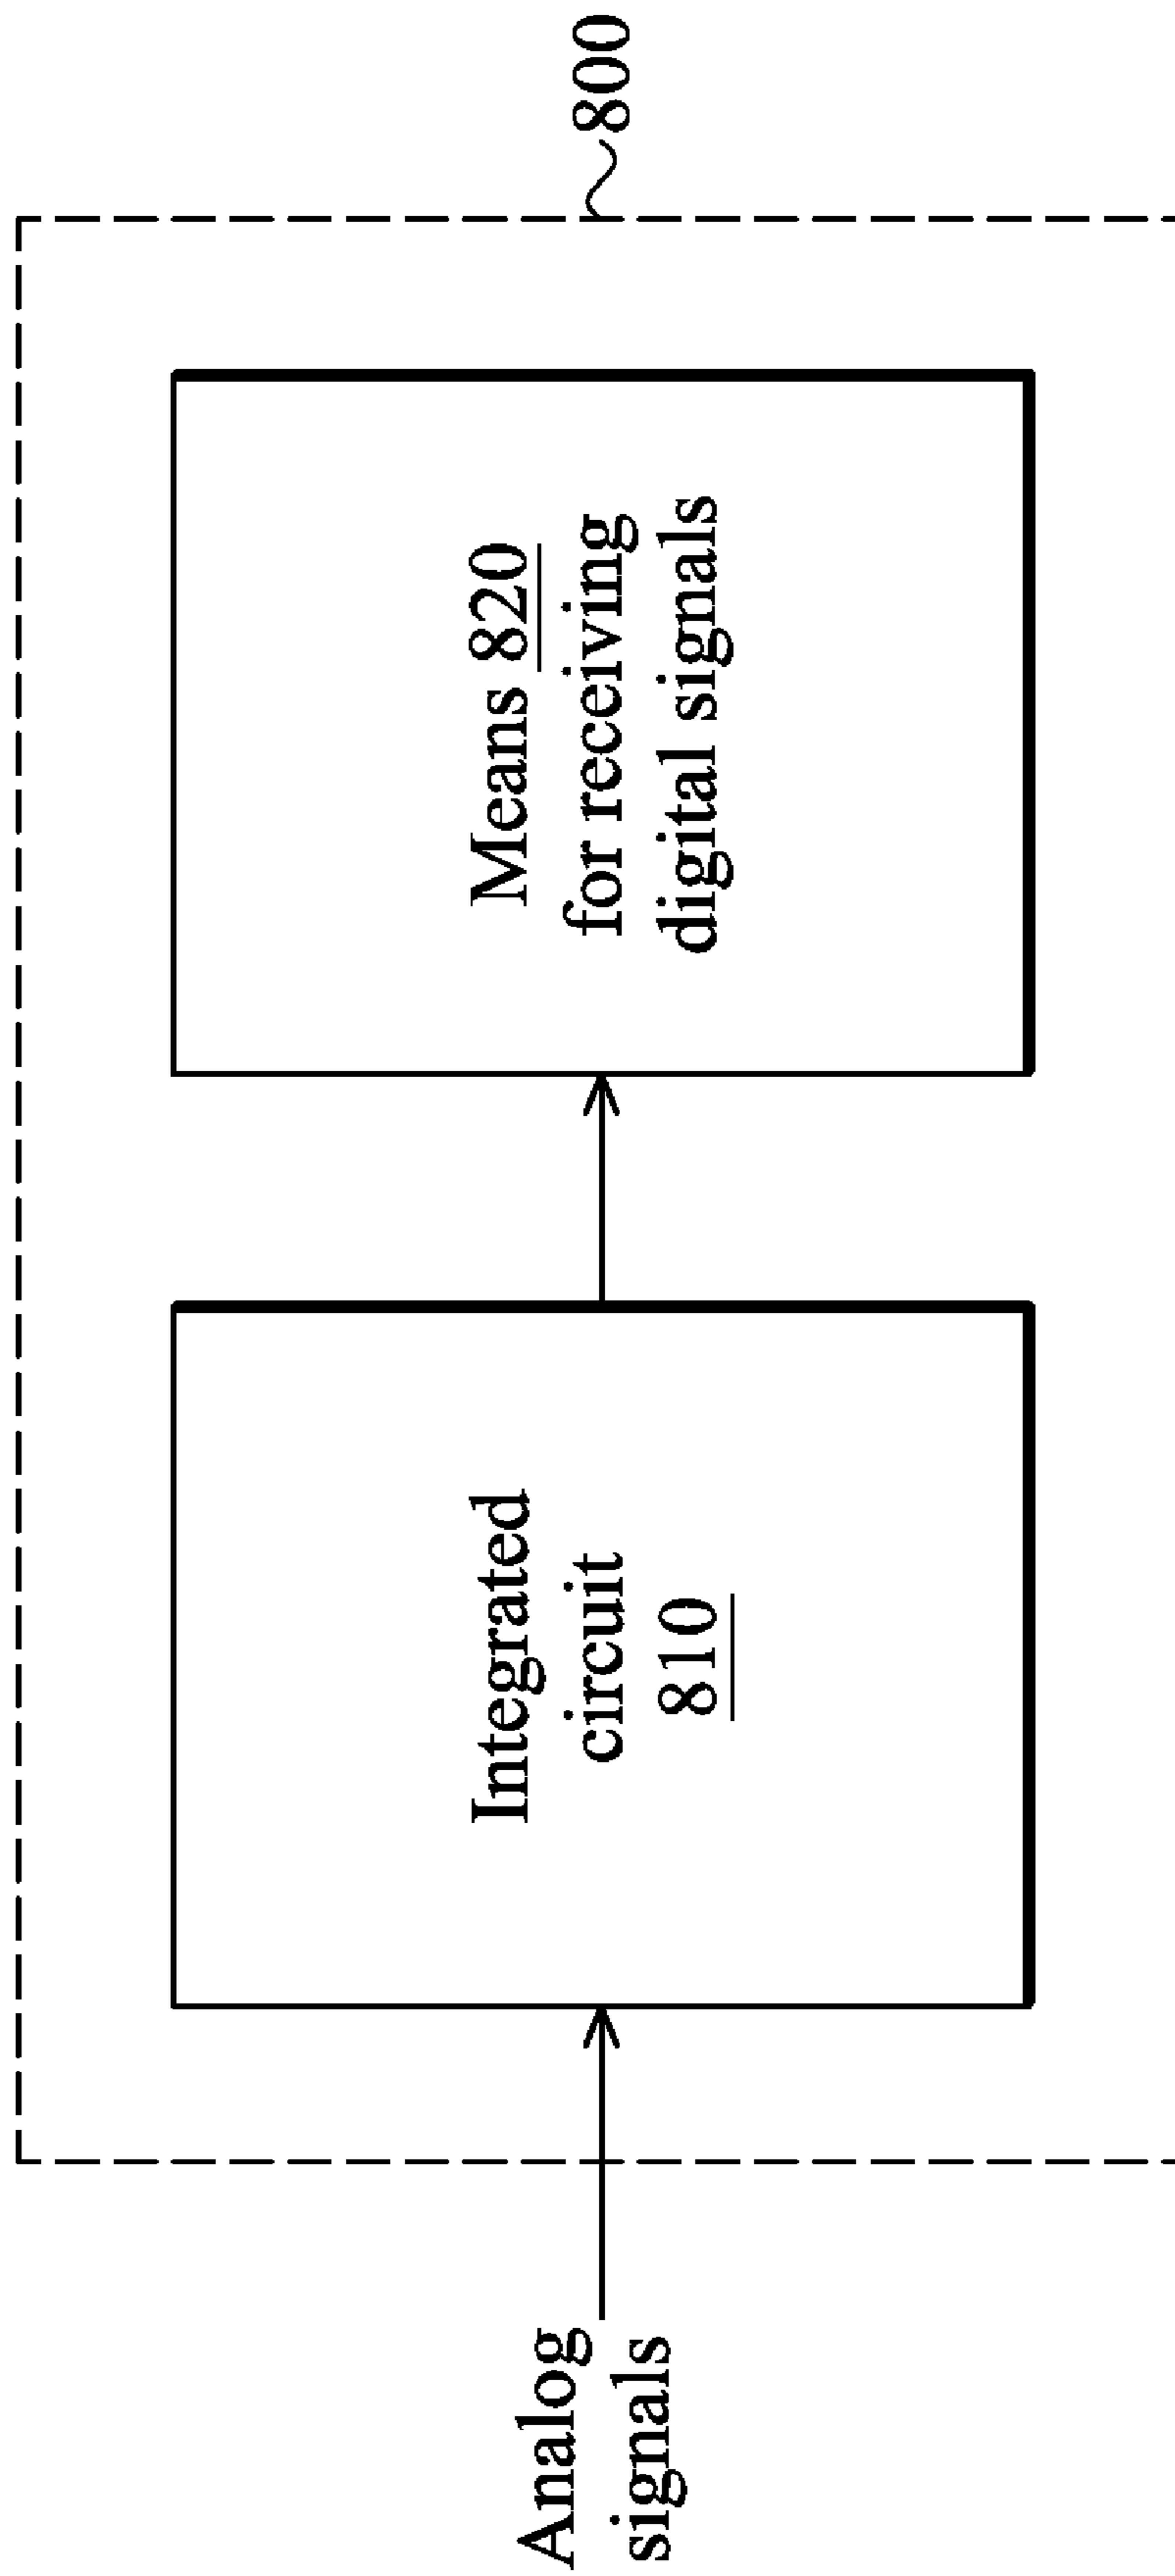 Analog
signals
Integrated
circuit
810
Means 820
for receiving
digital signals
800